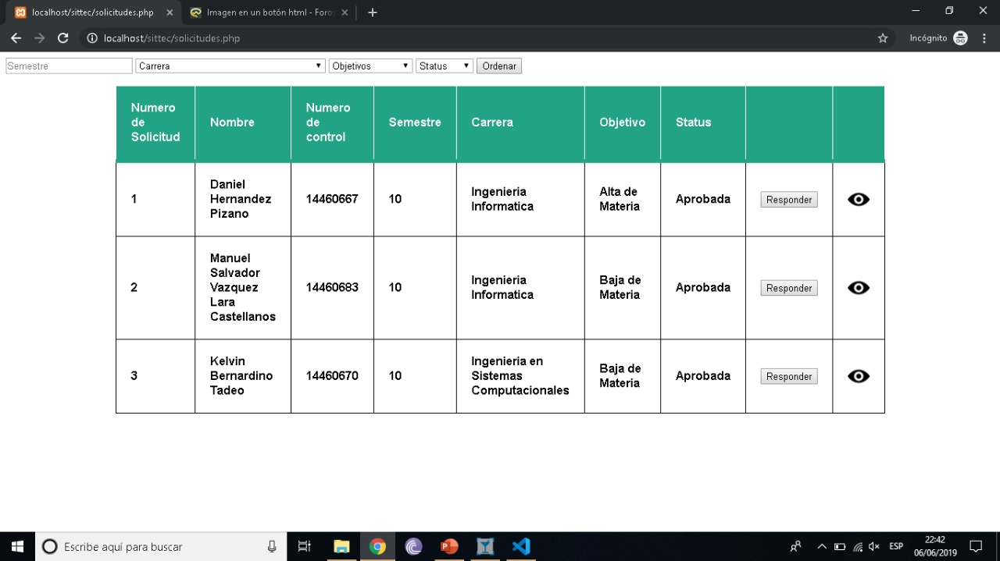 localhost/sittec/solicitudes.php
Imagen en un botón html - Foro
localhost/sittec/solicitudes.php
Incógnito
Semestre Carrera Objetivos Status Ordenar
Numero
de
Solicitud
Nombre
Numero
de
control
Semestre
Carrera
Objetivo
Status
1
Daniel
Hernandez
Pizano
14460667
10
Ingenieria
Informatica
Alta de
Materia
Aprobada
Responder
2
Manuel
Salvador
Vazquez
Lara
Castellanos
14460683
10
Ingenieria
Informatica
Baja de
Materia
Aprobada
Responder
3
Kelvin
Bernardino
Tadeo
14460670
10
Ingenieria en
Sistemas
Computacionales
Baja de
Materia
Aprobada
Responder
Escribe aquí para buscar
ESP
22:42
06/06/2019